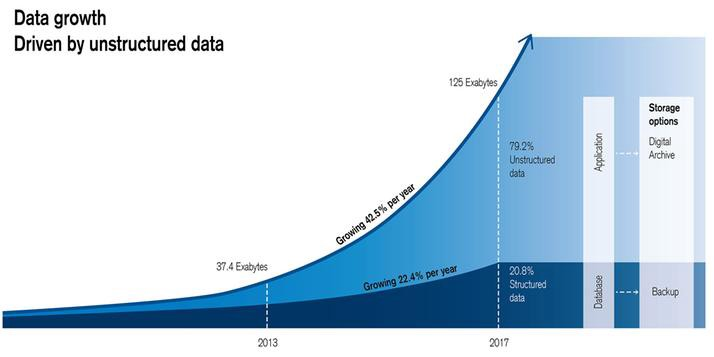 Data growth
Driven by unstructured data
125 Exabytes
Storage
options
79.2%
Unstructured
data
Application
Digital
Archive
Growing 42.5% per year
37.4 Exabytes
Growing 22.4% per year
20.8%
Structured
data
Database
Backup
2013
2017